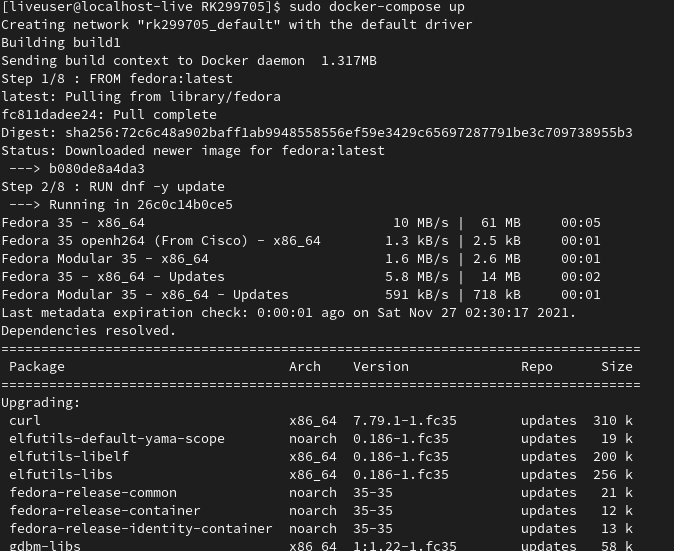 [liveuser@localhost-live RK299705]$ sudo docker-compose up
Creating network "rk299705_default" with the default driver
Building build1
Sending build context to Docker daemon  1.317MB
Step 1/8 : FROM fedora:latest
latest: Pulling from library/fedora
fc811dadee24: Pull complete
Digest: sha256:72c6c48a902baff1ab9948558556ef59e3429c65697287791be3c709738955b3
Status: Downloaded newer image for fedora:latest
 ---> b080de8a4da3
Step 2/8 : RUN dnf -y update
 ---> Running in 26c0c14b0ce5
Fedora 35 - x86_64                               10 MB/s |  61 MB     00:05
Fedora 35 openh264 (From Cisco) - x86_64        1.3 kB/s | 2.5 kB     00:01
Fedora Modular 35 - x86_64                      1.6 MB/s | 2.6 MB     00:01
Fedora 35 - x86_64 - Updates                    5.8 MB/s |  14 MB     00:02
Fedora Modular 35 - x86_64 - Updates            591 kB/s | 718 kB     00:01
Last metadata expiration check: 0:00:01 ago on Sat Nov 27 02:30:17 2021.
Dependencies resolved.
================================================================================
 Package                            Arch    Version              Repo      Size
================================================================================
Upgrading:
 curl                               x86_64  7.79.1-1.fc35        updates  310 k
 elfutils-default-yama-scope        noarch  0.186-1.fc35         updates   19 k
 elfutils-libelf                    x86_64  0.186-1.fc35         updates  200 k
 elfutils-libs                      x86_64  0.186-1.fc35         updates  256 k
 fedora-release-common              noarch  35-35                updates   21 k
 fedora-release-container           noarch  35-35                updates   12 k
 fedora-release-identity-container  noarch  35-35                updates   13 k
 gdbm-libs                          x86_64  1:1.22-1.fc35        updates   58 k